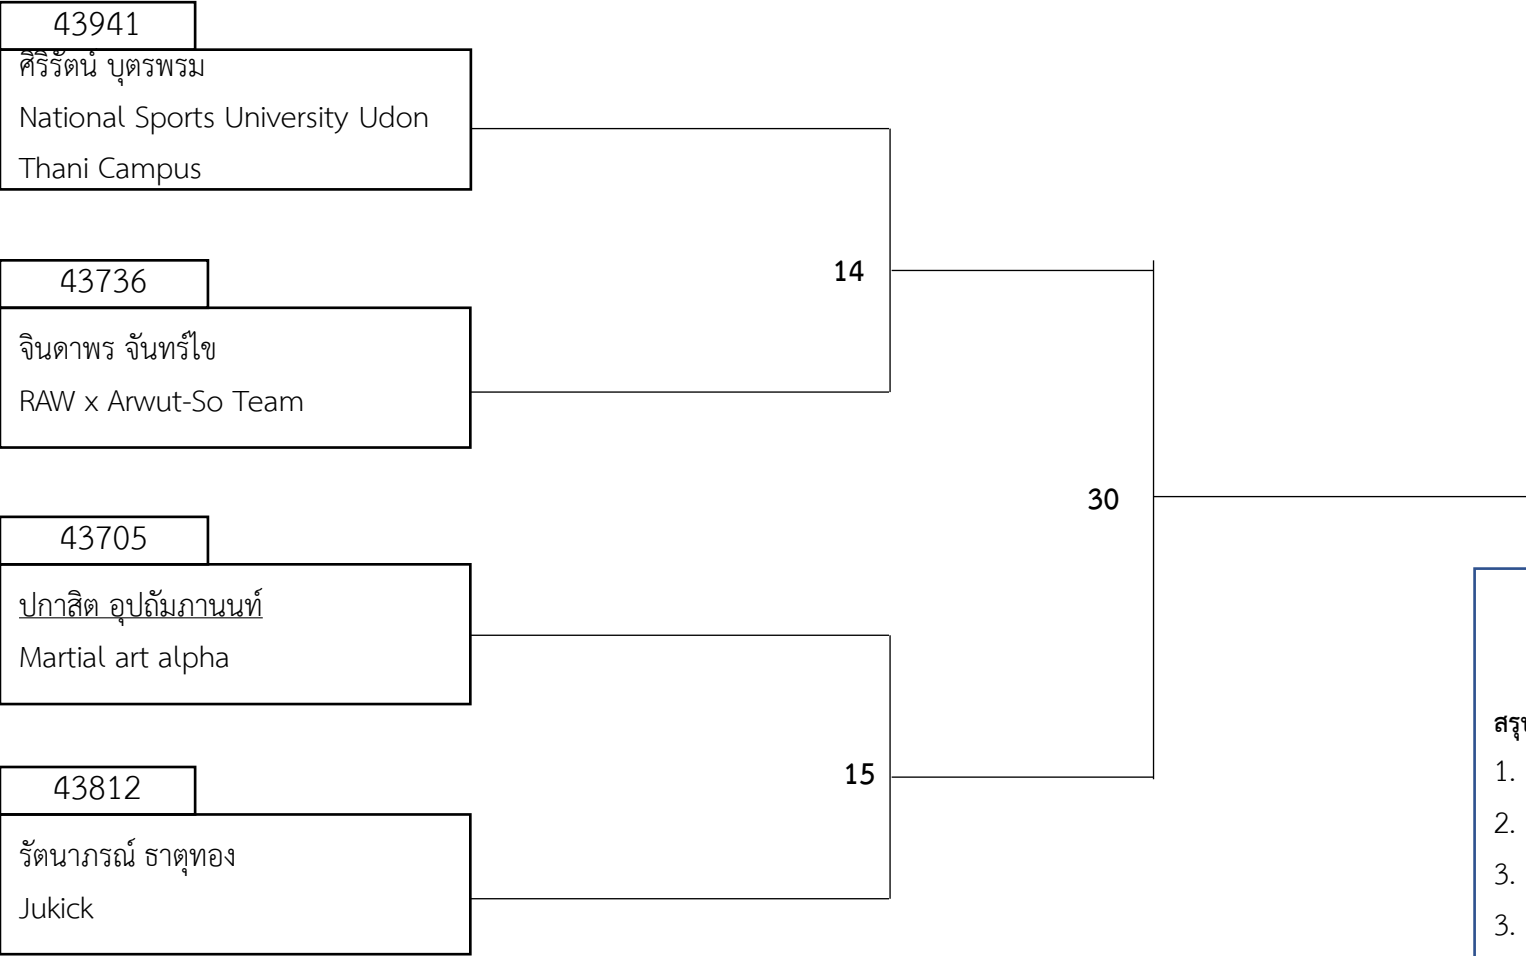 43941
ศิริรัตน์ บุตรพรม
National Sports University Udon
Thani Campus
14
43736
จินดาพร จันทร์ไข
RAW x Arwut-So Team
30
43705
ปกาสิต อุปถัมภานนท์
Martial art alpha
15
43812
รัตนาภรณ์ ธาตุทอง
Jukick
1.
2.
3.
3.